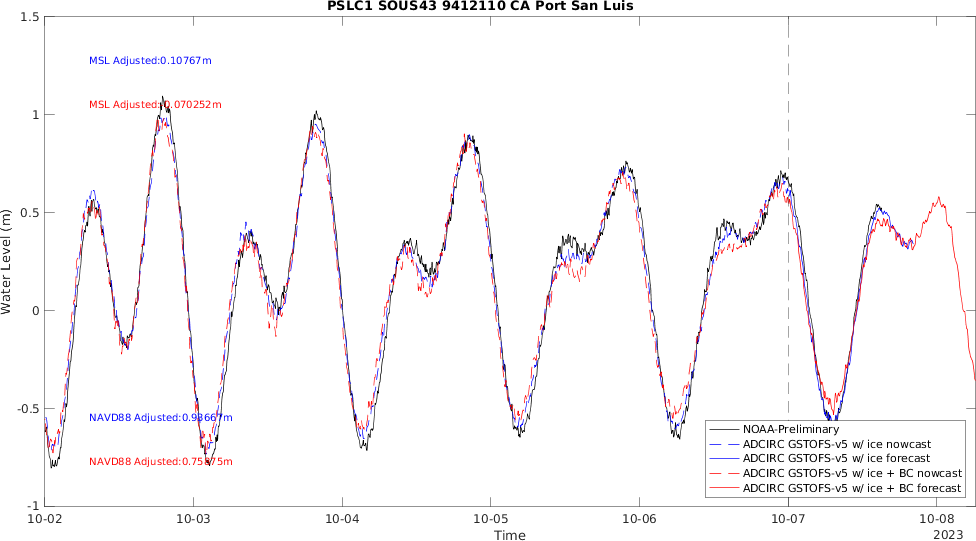 PSLC1 SOUS43 9412110 CA Port San Luis
1.5
MSL Adjusted:0.10767m
MSL Adjusted:-0.070252m
1
0.5
Water Level (m)
0
-0.5
NAVD88 Adjusted:0.93667m
NAVD88 Adjusted:
NOAA-Preliminary
ADCIRC GSTOFS-v5 w/ ice nowcast
ADCIRC GSTOFS-v5 w/ ice forecast
ADCIRC GSTOFS-v5 w/ ice + BC nowcast
ADCIRC GSTOFS-v5 w/ ice + BC forecast
-1
10-02 10-03 10-04 10-05 10-06 10-07 10-08
Time
2023